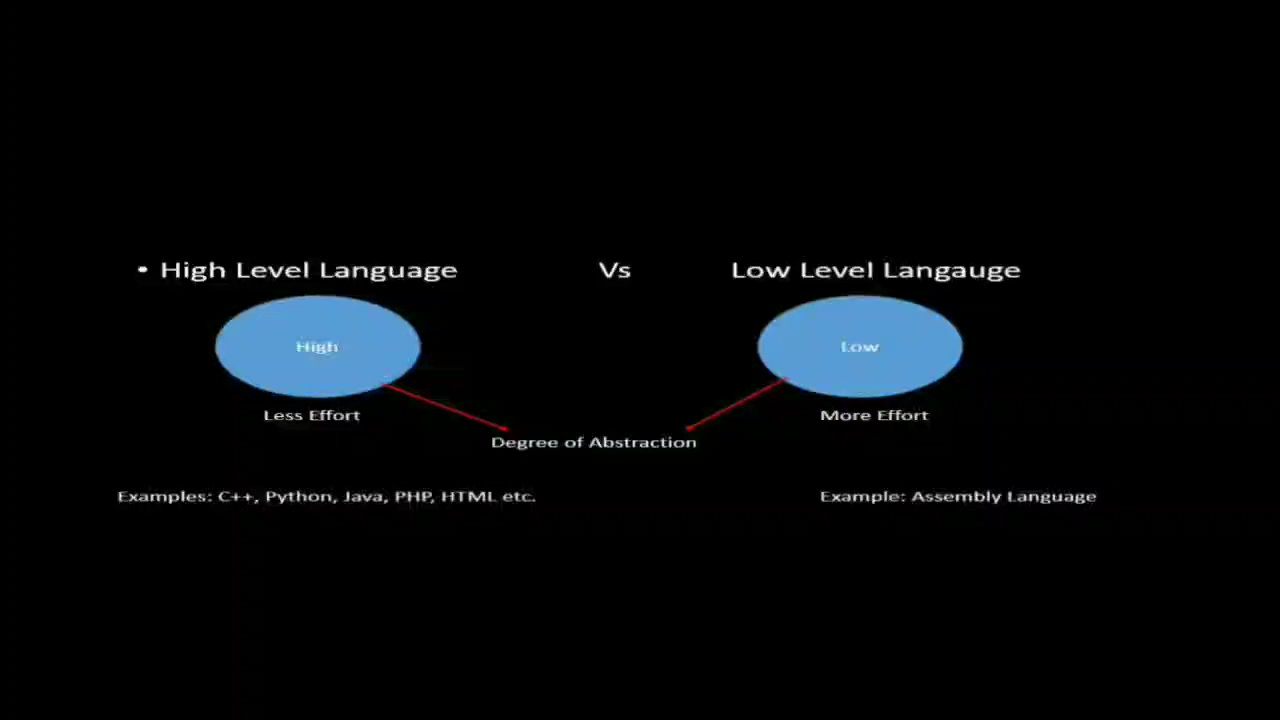 • High Level Language Vs Low Level Langauge
High Low
Less Effort More Effort
Degree of Abstraction
Examples: C++, Python, Java, PHP, HTML etc. Example: Assembly Language